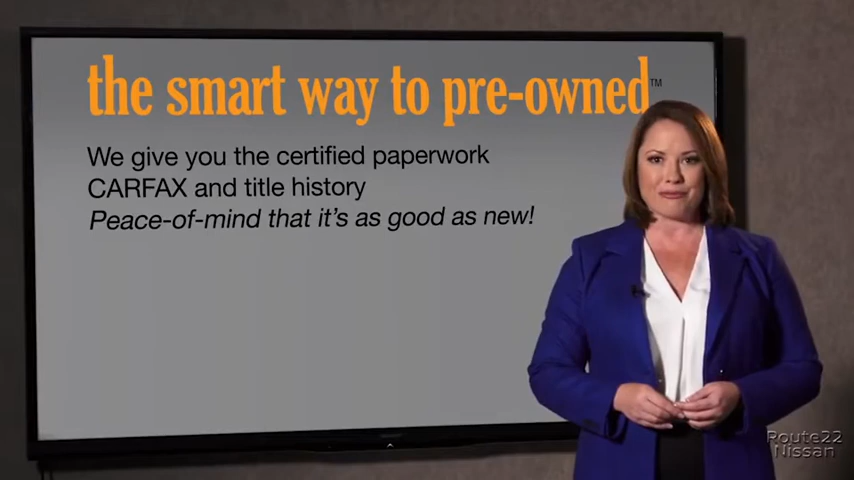 the smart way to pre-owned™
We give you the certified paperwork
CARFAX and title history
Peace-of-mind that it's as good as new!
Route22
Nissan